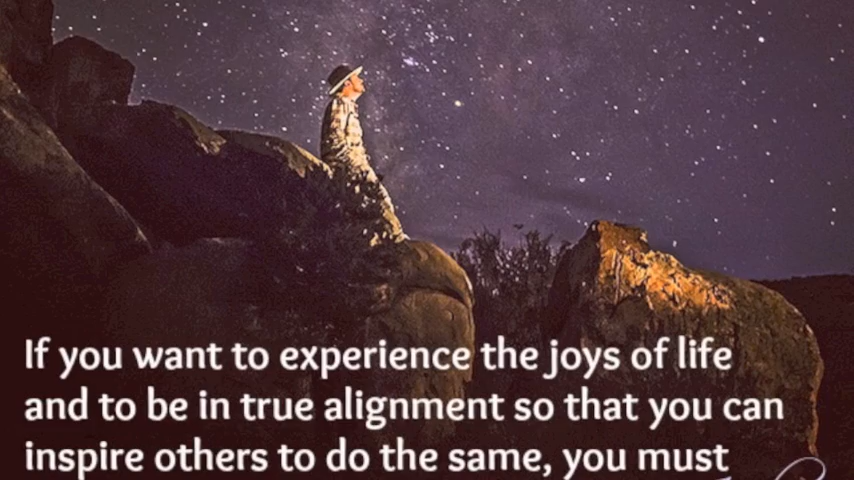 If you want to experience the joys of life
and to be in true alignment so that you can
inspire others to do the same, you must